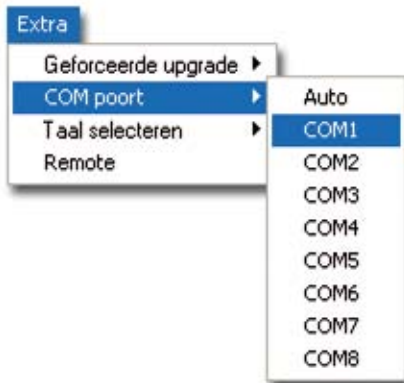 Extra
Geforceerde upgrade
COM poort
Taal selecteren
Remote
Auto
COM1
COM2
COM3
COM4
COM5
COM6
COM7
COM8